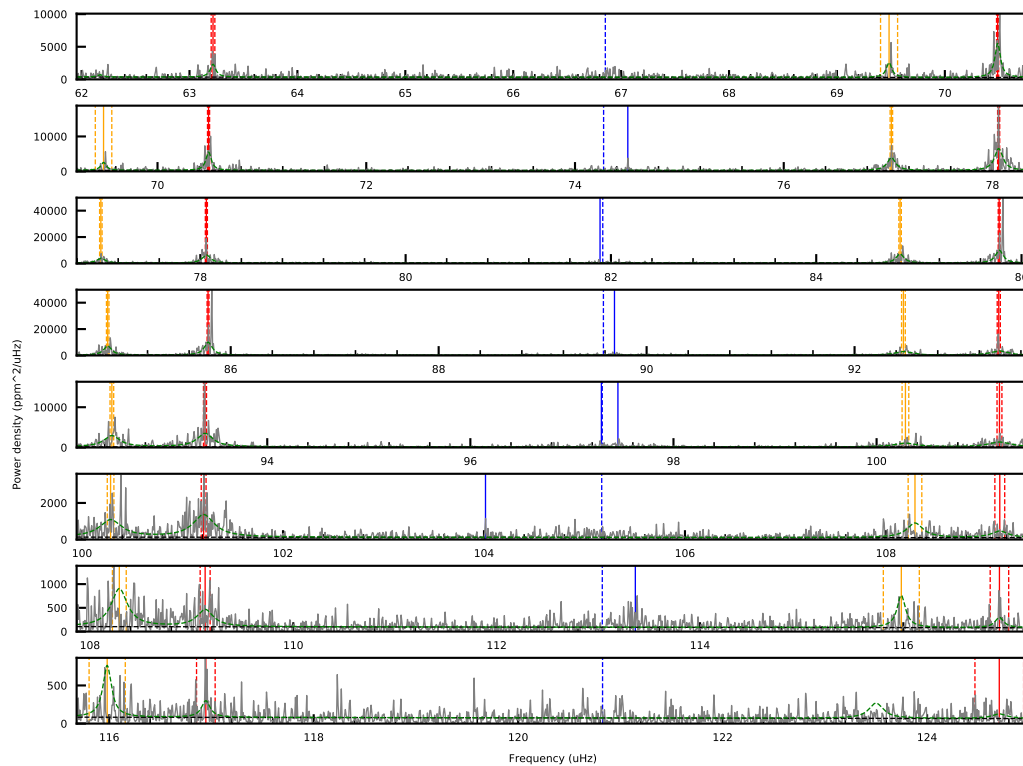 10000
5000
0
62 63 64 65 66 67 68 69 70
10000
0
70 72 74 76 78
40000
20000
0
78 80 82 84 86
40000
20000
0
86 88 90 92
10000
0
94 96 98 100
2000
0
100 102 104 106 108
1000
500
0
108 110 112 114 116
500
0
116 118 120 122 124
Power density (ppm^2/uHz)
Frequency (uHz)